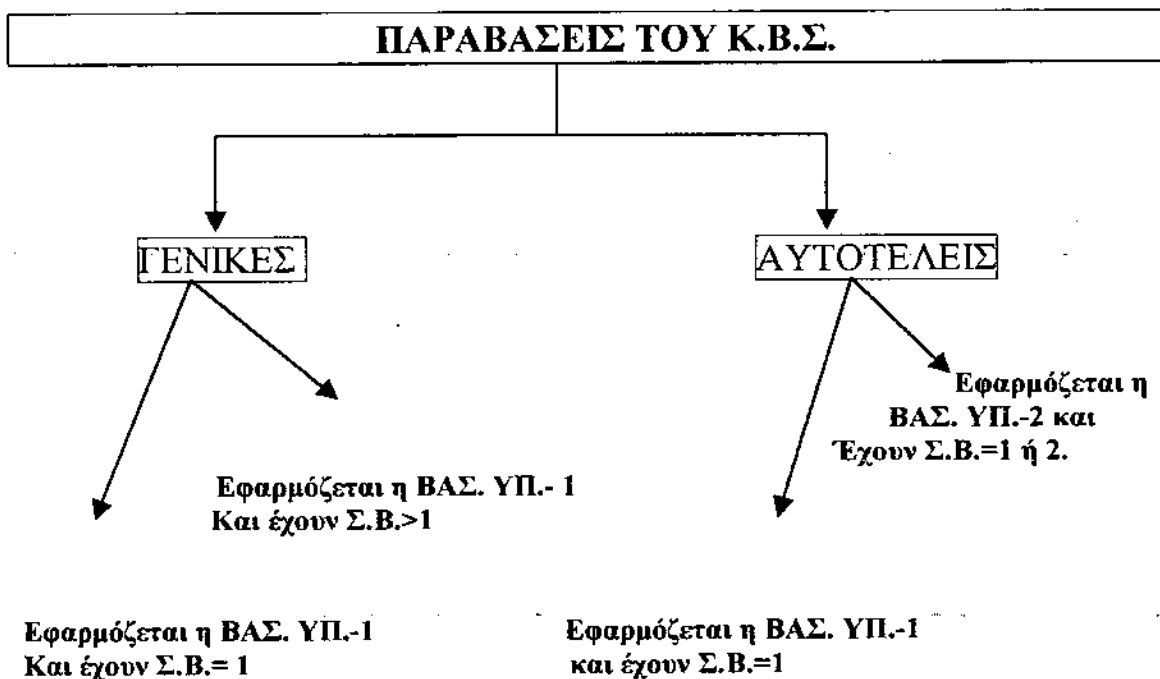 ΠΑΡΑΒΑΣΕΙΣ ΤΟΥ Κ.Β.Σ.
ΓΕΝΙΚΕΣ
ΑΥΤΟΤΕΛΕΙΣ
Εφαρμόζεται η
ΒΑΣ. ΥΠ.-2 και
Έχουν Σ.Β.=1 ή 2.
Εφαρμόζεται η ΒΑΣ. ΥΠ.- 1
Και έχουν Σ.Β.>1
Εφαρμόζεται η ΒΑΣ. ΥΠ.-1
Και έχουν Σ.Β.= 1
Εφαρμόζεται η ΒΑΣ. ΥΠ.-1
και έχουν Σ.Β.=1